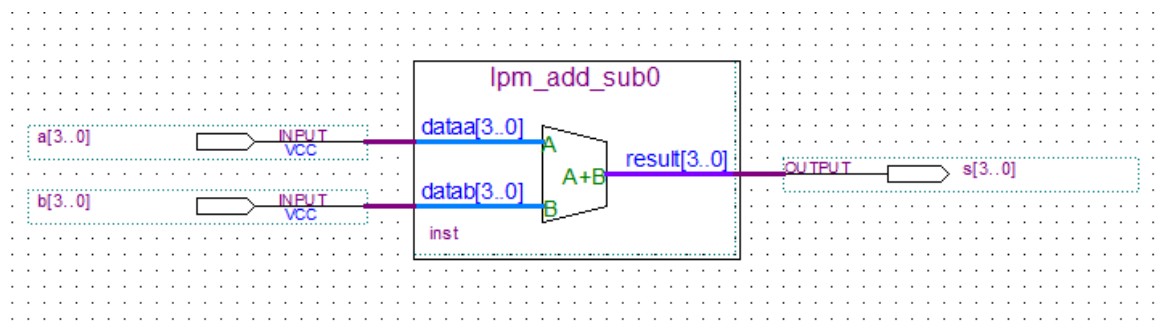 lpm_add_sub0
a[3..0]
INPUT
VCC
dataa[3..0]
A
A+B
result[3..0]
OUTPUT
s[3..0]
b[3..0]
INPUT
VCC
datab[3..0]
B
inst